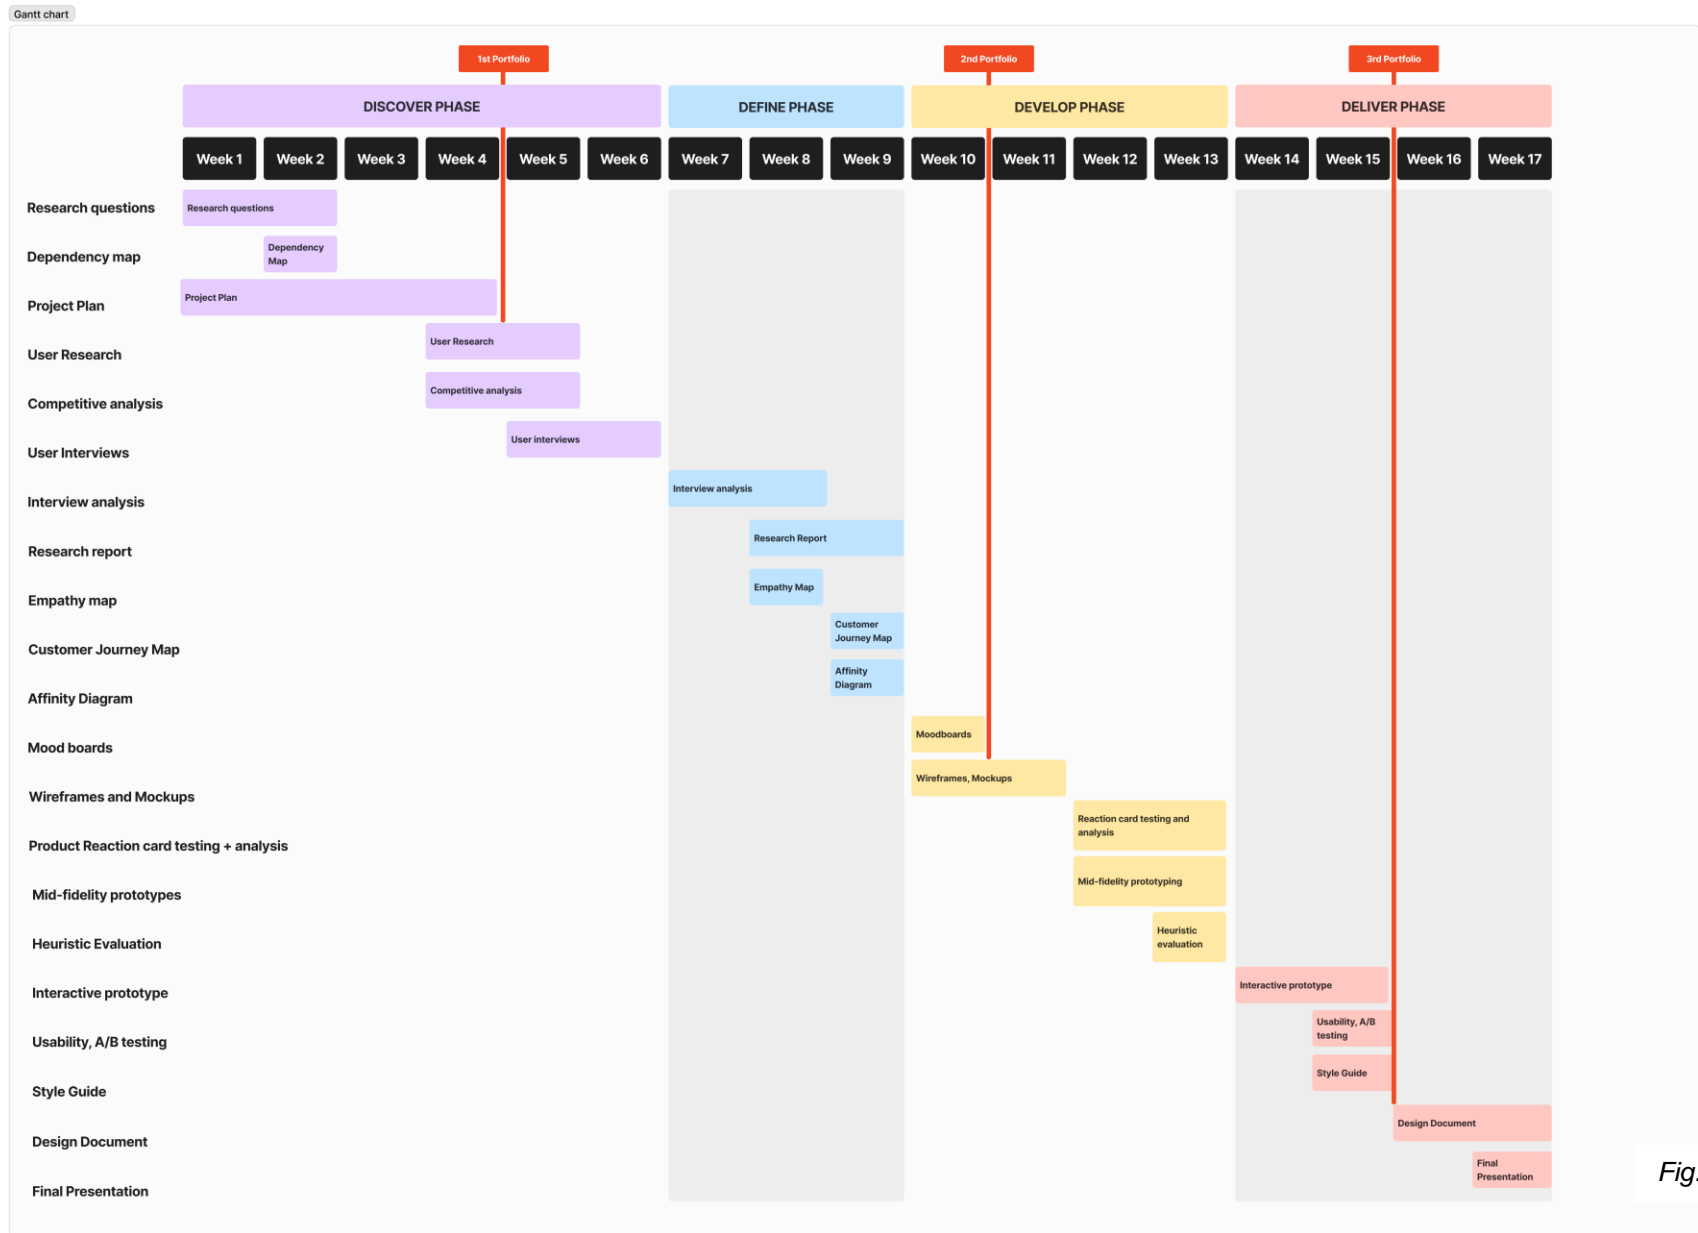 Gantt chart
1st Portfolio
2nd Portfolio
3rd Portfolio
DISCOVER PHASE
DEFINE PHASE
DEVELOP PHASE
DELIVER PHASE
Week 1
Week 2
Week 3
Week 4
Week 5
Week 6
Week 7
Week 8
Week 9
Week 10
Week 11
Week 12
Week 13
Week 14
Week 15
Week 16
Week 17
Research questions
Research questions
Dependency map
Dependency
Map
Project Plan
Project Plan
User Research
User Research
Competitive analysis
Competitive analysis
User Interviews
User interviews
Interview analysis
Interview analysis
Research report
Research Report
Empathy map
Empathy Map
Customer Journey Map
Customer
Journey Map
Affinity Diagram
Affinity
Diagram
Mood boards
Moodboards
Wireframes and Mockups
Wireframes, Mockups
Product Reaction card testing + analysis
Reaction card testing and
analysis
Mid-fidelity prototypes
Mid-fidelity prototyping
Heuristic Evaluation
Heuristic
evaluation
Interactive prototype
Interactive prototype
Usability, A/B testing
Usability, A/B
testing
Style Guide
Style Guide
Design Document
Design Document
Final Presentation
Final
Presentation
Fig.